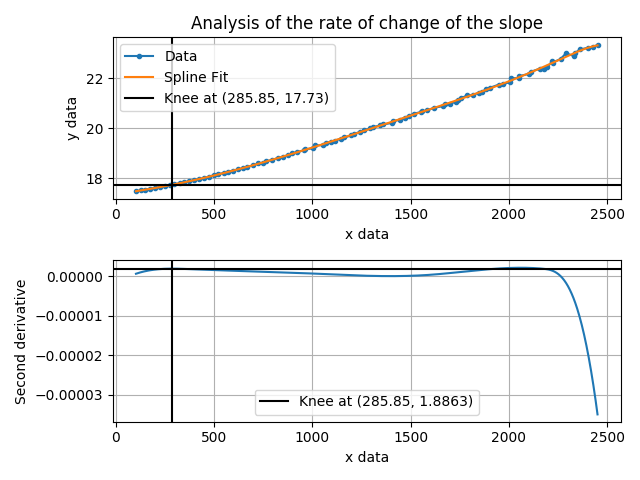 Analysis of the rate of change of the slope
Data
Spline Fit
Knee at (285.85, 17.73)
y data
22
20
18
0 500 1000 1500 2000 2500
x data
Second derivative
0.00000
−0.00001
−0.00002
−0.00003
Knee at (285.85, 1.8863)
0 500 1000 1500 2000 2500
x data